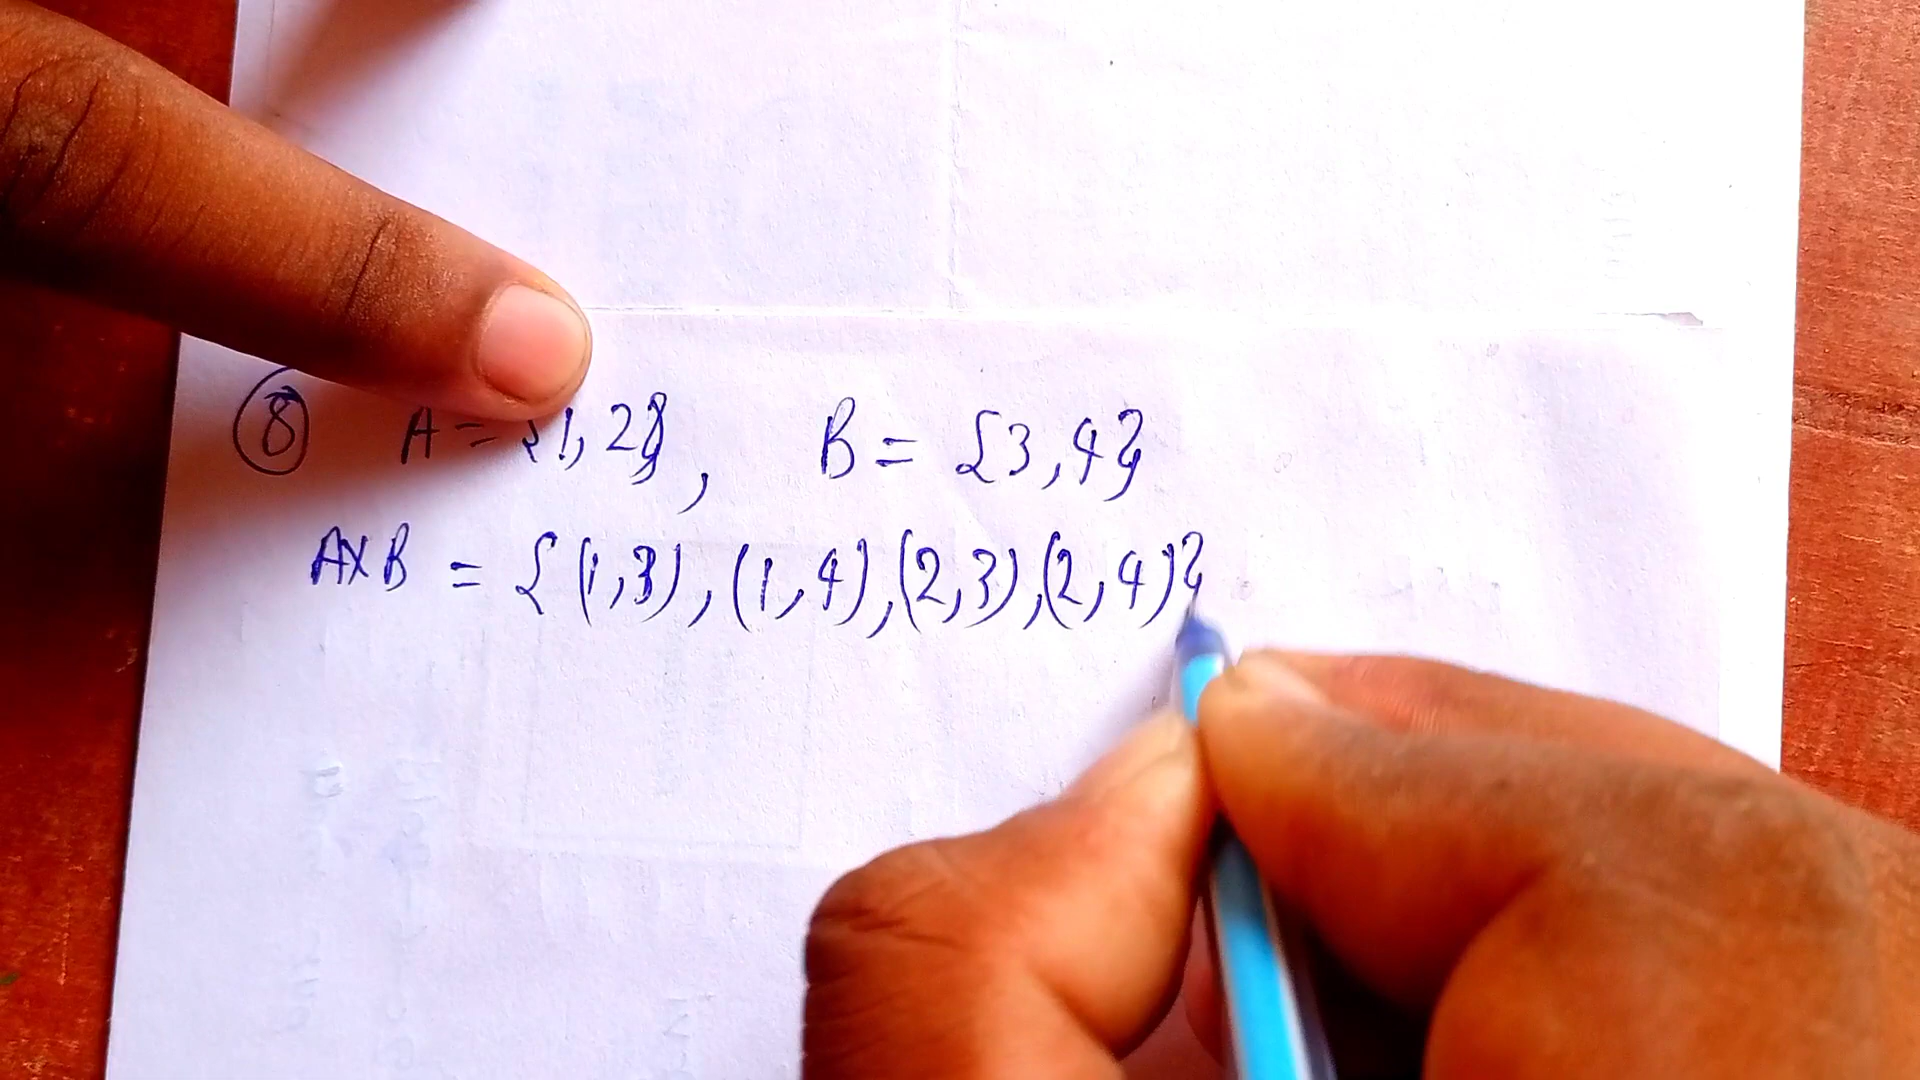 8 A = {1, 2}, B = {3, 4}
A×B = {(1,3), (1,4), (2,3), (2,4)}